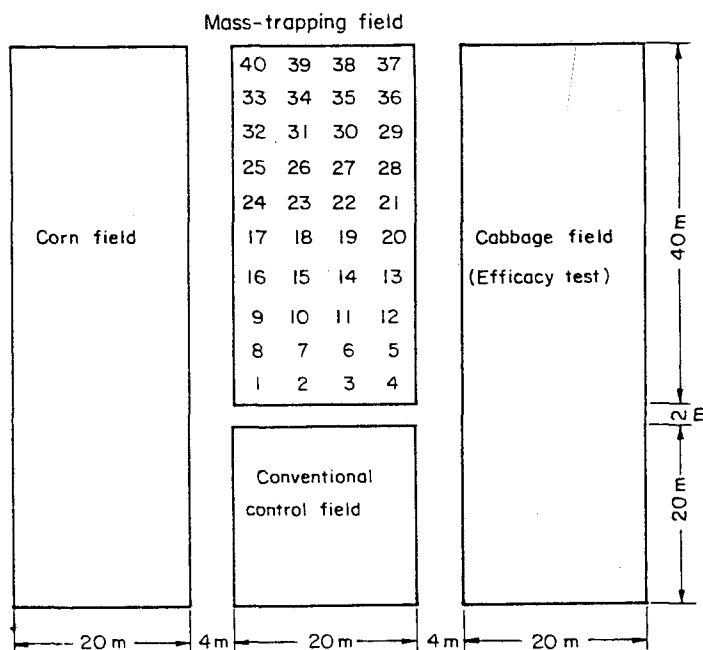 Mass-trapping field
40 39 38 37
33 34 35 36
32 31 30 29
25 26 27 28
24 23 22 21
17 18 19 20
16 15 14 13
9 10 11 12
8 7 6 5
1 2 3 4
Corn field
Cabbage field
(Efficacy test)
Conventional
control field
40m
2m
20m
20m
4m
20m
4m
20m